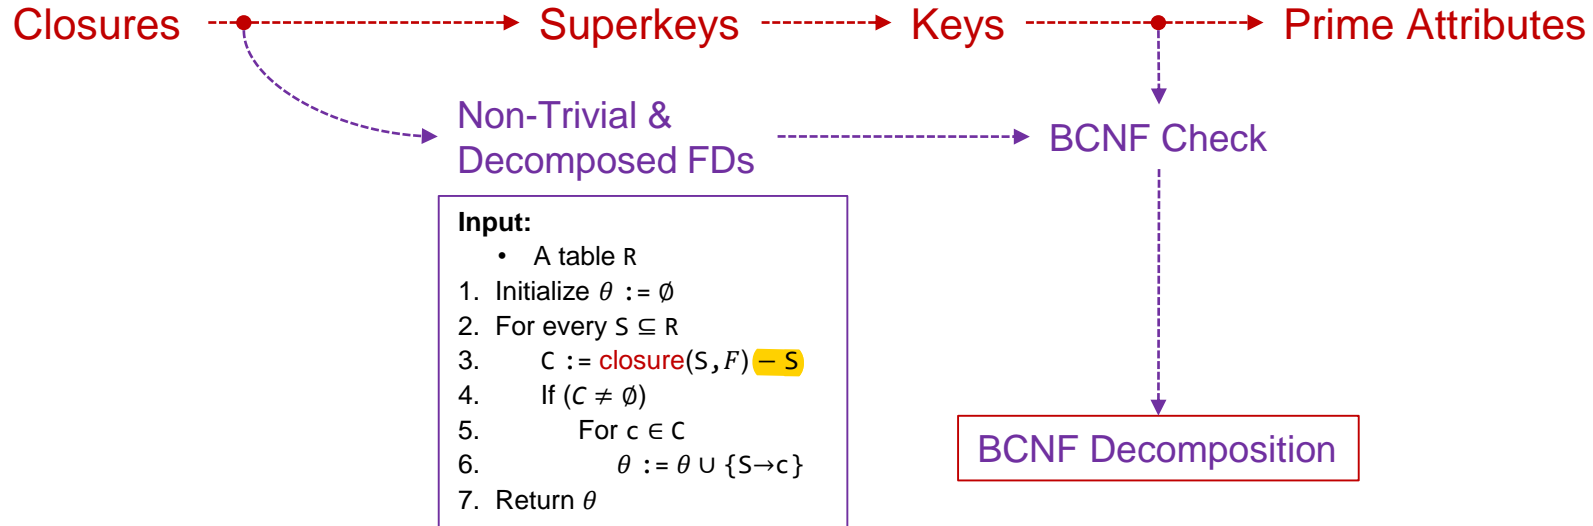 Closures Superkeys Keys Prime Attributes
Non-Trivial &
Decomposed FDs
BCNF Check
Input:
• A table R
1. Initialize θ := ∅
2. For every S ⊆ R
3. C := closure(S,F) – S
4. If (C ≠ ∅)
5. For c ∈ C
6. θ := θ ∪ {S→c}
7. Return θ
BCNF Decomposition